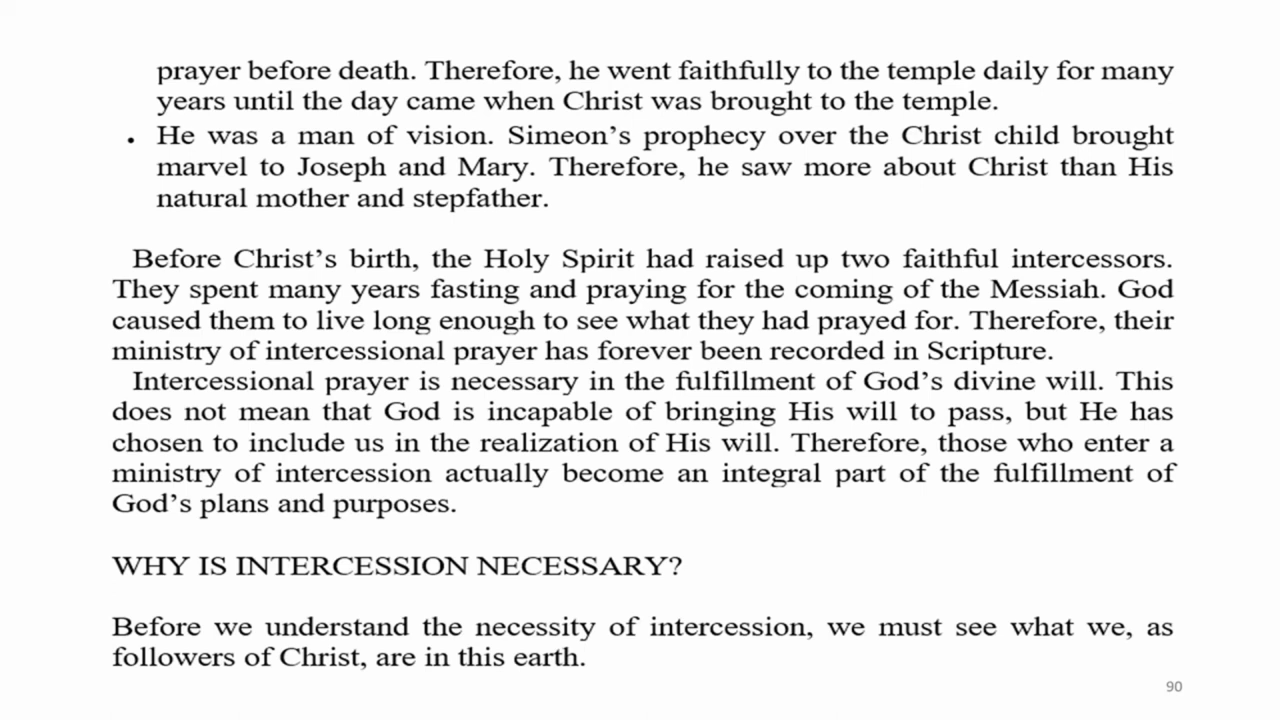 prayer before death. Therefore, he went faithfully to the temple daily for many
years until the day came when Christ was brought to the temple.
• He was a man of vision. Simeon’s prophecy over the Christ child brought
marvel to Joseph and Mary. Therefore, he saw more about Christ than His
natural mother and stepfather.
Before Christ’s birth, the Holy Spirit had raised up two faithful intercessors.
They spent many years fasting and praying for the coming of the Messiah. God
caused them to live long enough to see what they had prayed for. Therefore, their
ministry of intercessional prayer has forever been recorded in Scripture.
Intercessional prayer is necessary in the fulfillment of God’s divine will. This
does not mean that God is incapable of bringing His will to pass, but He has
chosen to include us in the realization of His will. Therefore, those who enter a
ministry of intercession actually become an integral part of the fulfillment of
God’s plans and purposes.
WHY IS INTERCESSION NECESSARY?
Before we understand the necessity of intercession, we must see what we, as
followers of Christ, are in this earth.
90